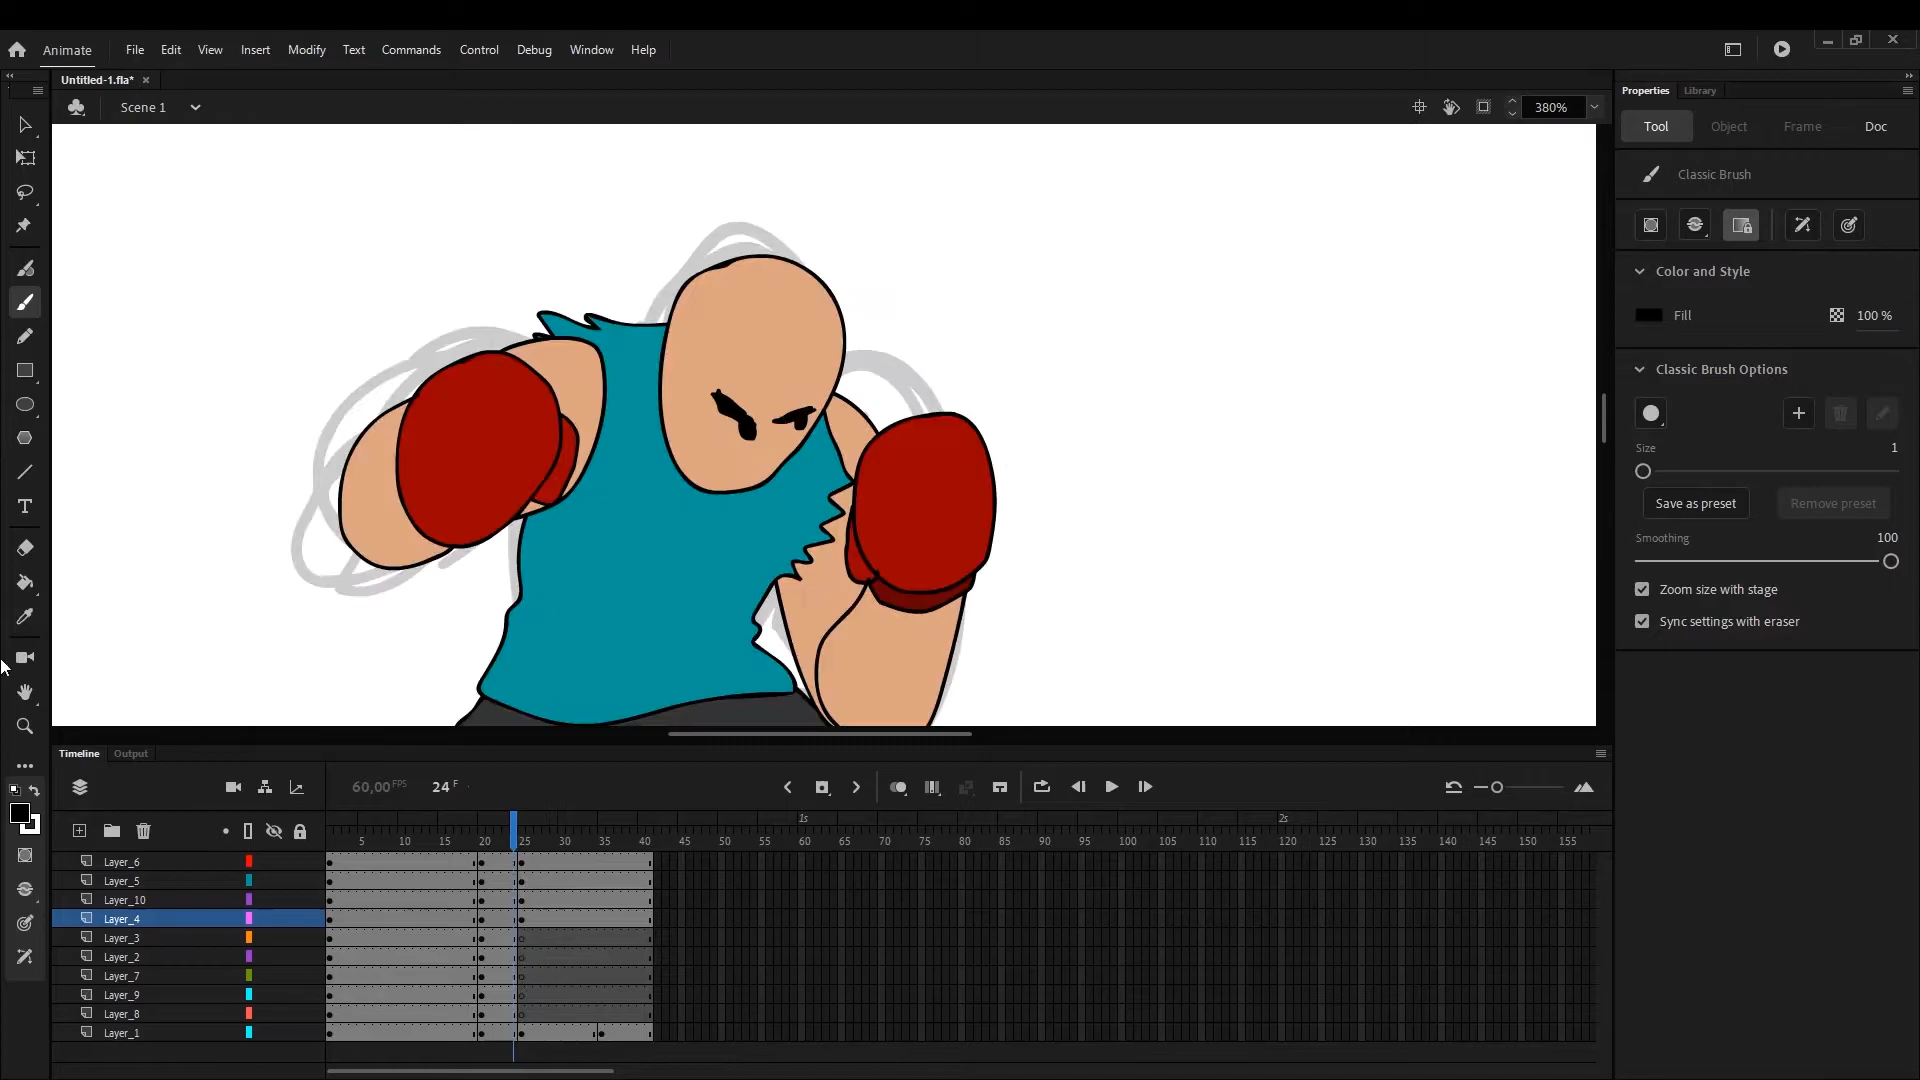 Animate File Edit View Insert Modify Text Commands Control Debug Window Help
Untitled-1.fla*
Scene 1
380%
Properties Library
Tool Object Frame Doc
Classic Brush
Color and Style
Fill 100 %
Classic Brush Options
Size 1
Save as preset Remove preset
Smoothing 100
Zoom size with stage
Sync settings with eraser
Timeline Output
60,00 FPS 24 F
1s 2s
5 10 15 20 25 30 35 40 45 50 55 60 65 70 75 80 85 90 95 100 105 110 115 120 125 130 135 140 145 150 155
Layer_6
Layer_5
Layer_10
Layer_4
Layer_3
Layer_2
Layer_7
Layer_9
Layer_8
Layer_1